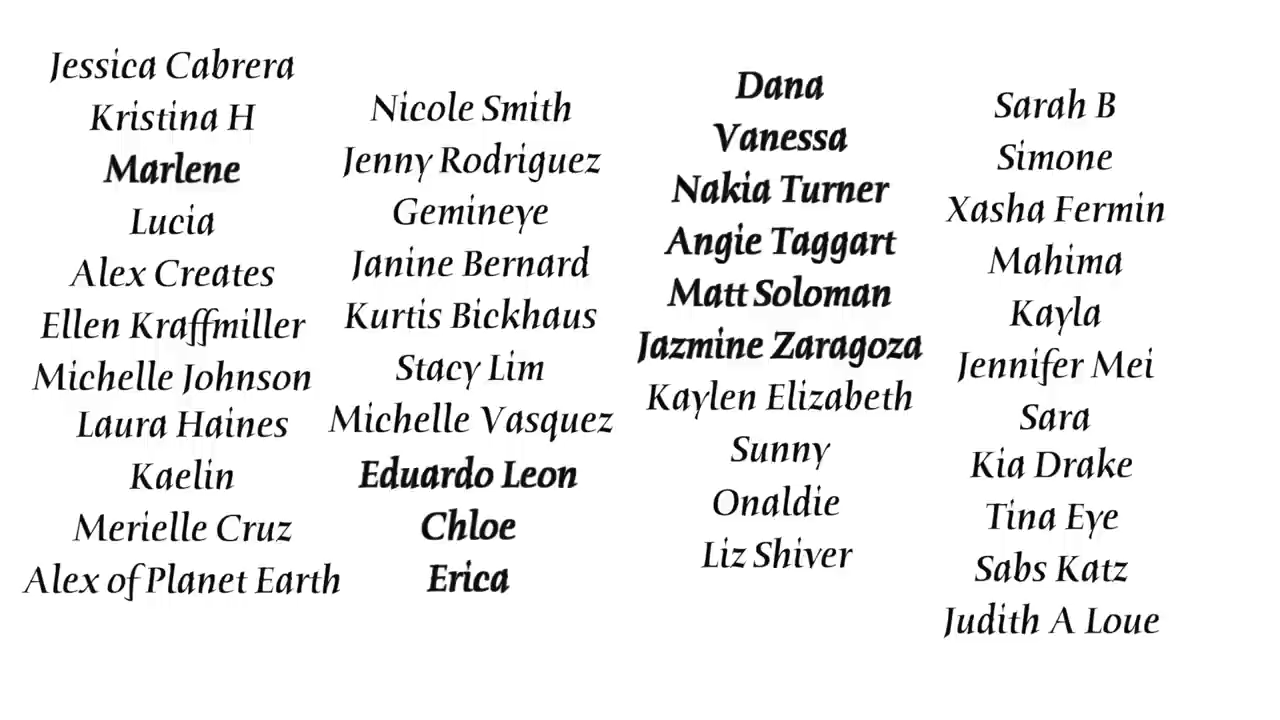 Jessica Cabrera
Kristina H
Marlene
Lucia
Alex Creates
Ellen Kraffmiller
Michelle Johnson
Laura Haines
Kaelin
Merielle Cruz
Alex of Planet Earth
Nicole Smith
Jenny Rodriguez
Gemineye
Janine Bernard
Kurtis Bickhaus
Stacy Lim
Michelle Vasquez
Eduardo Leon
Chloe
Erica
Dana
Vanessa
Nakia Turner
Angie Taggart
Matt Soloman
Jazmine Zaragoza
Kaylen Elizabeth
Sunny
Onaldie
Liz Shiver
Sarah B
Simone
Xasha Fermin
Mahima
Kayla
Jennifer Mei
Sara
Kia Drake
Tina Eye
Sabs Katz
Judith A Loue